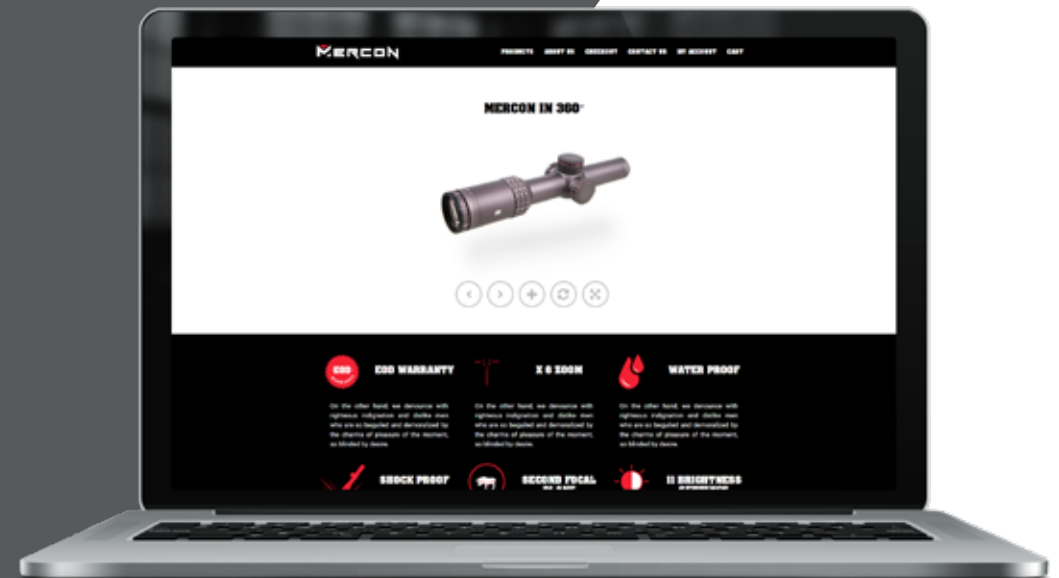 MERCON
PRODUCTS ABOUT US CHECKOUT CONTACT US MY ACCOUNT CART
MERCON IN 360°
EOD WARRANTY
X 6 ZOOM
WATER PROOF
On the other hand, we denounce with
righteous indignation and dislike men
who are so beguiled and demoralized by
the charms of pleasure of the moment,
so blinded by desire.
On the other hand, we denounce with
righteous indignation and dislike men
who are so beguiled and demoralized by
the charms of pleasure of the moment,
so blinded by desire.
On the other hand, we denounce with
righteous indignation and dislike men
who are so beguiled and demoralized by
the charms of pleasure of the moment,
so blinded by desire.
SHOCK PROOF
SECOND FOCAL
11 BRIGHTNESS